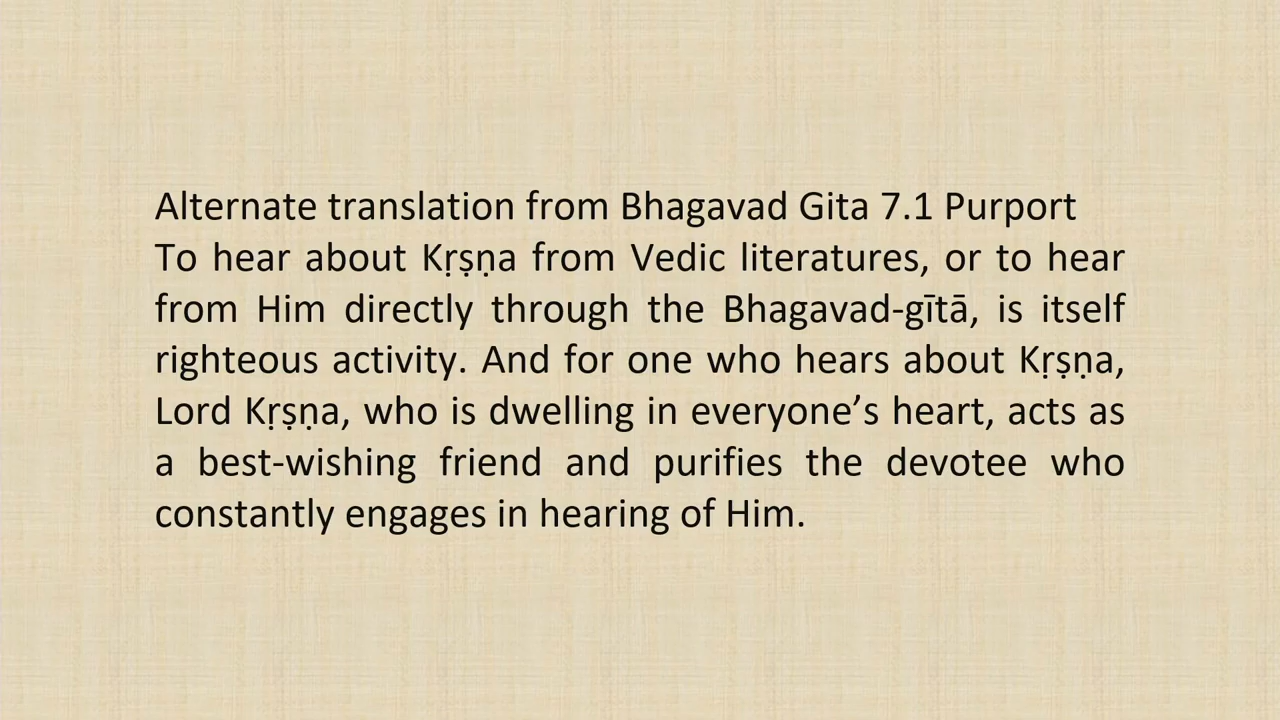 Alternate translation from Bhagavad Gita 7.1 Purport
To hear about Kṛṣṇa from Vedic literatures, or to hear
from Him directly through the Bhagavad-gītā, is itself
righteous activity. And for one who hears about Kṛṣṇa,
Lord Kṛṣṇa, who is dwelling in everyone’s heart, acts as
a best-wishing friend and purifies the devotee who
constantly engages in hearing of Him.